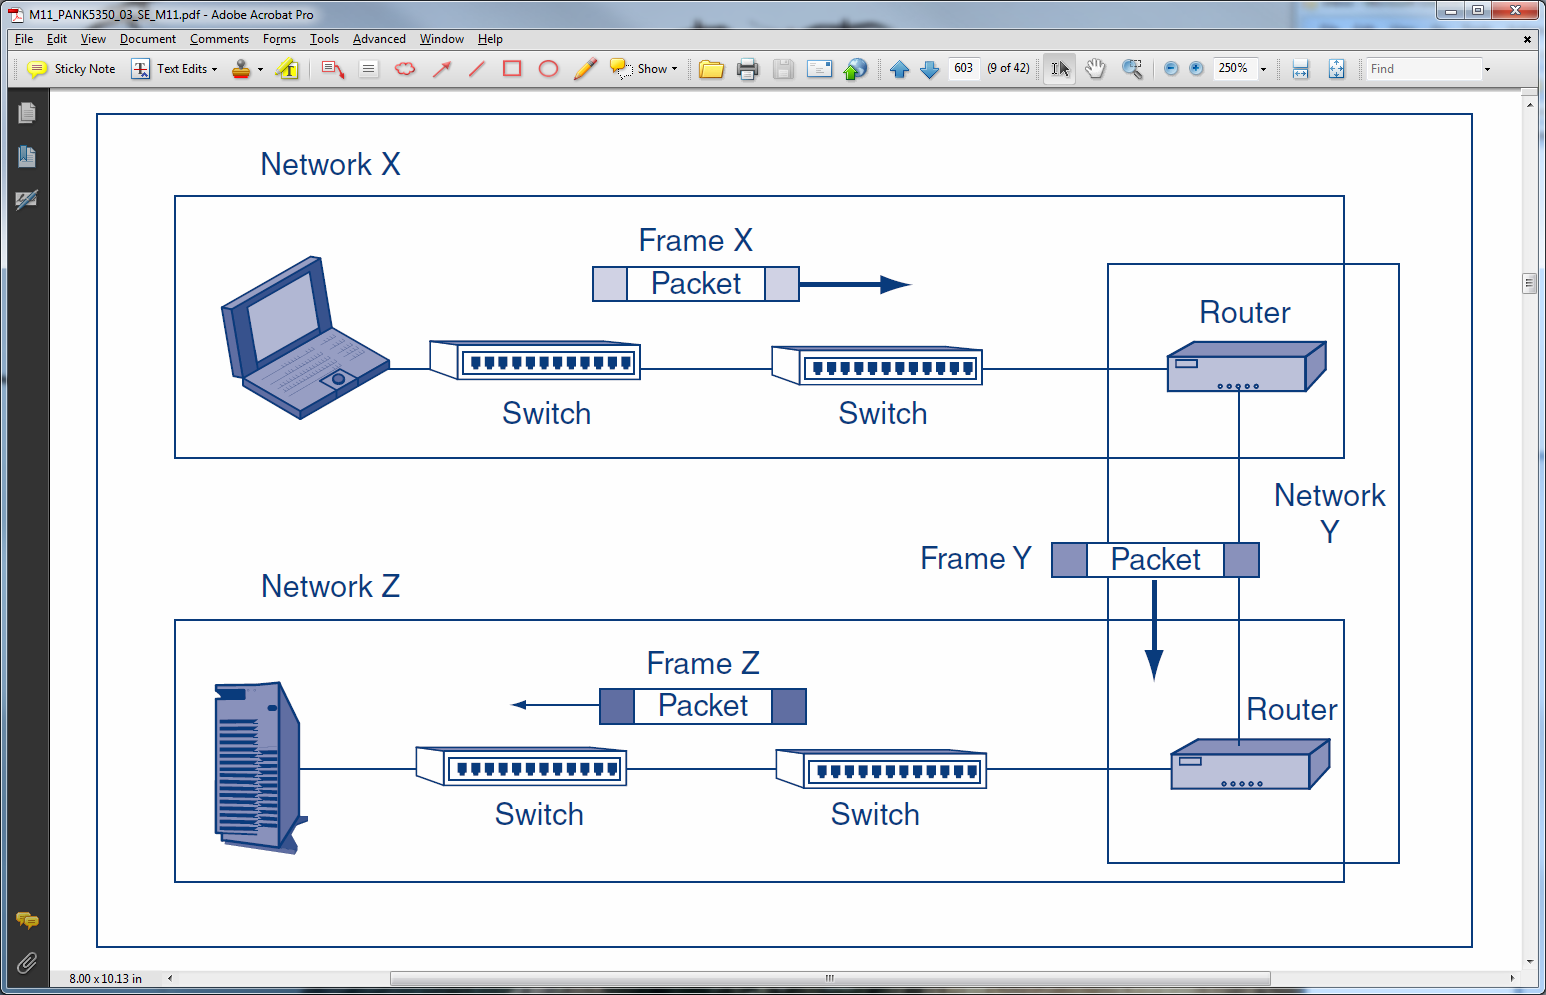 M11_PANK5350_03_SE_M11.pdf - Adobe Acrobat Pro
File Edit View Document Comments Forms Tools Advanced Window Help
Sticky Note Text Edits Show 603 (9 of 42) 250% Find
Network X
Frame X
Packet
Router
Switch
Switch
Network
Y
Frame Y
Packet
Network Z
Frame Z
Packet
Router
Switch
Switch
8.00 x 10.13 in